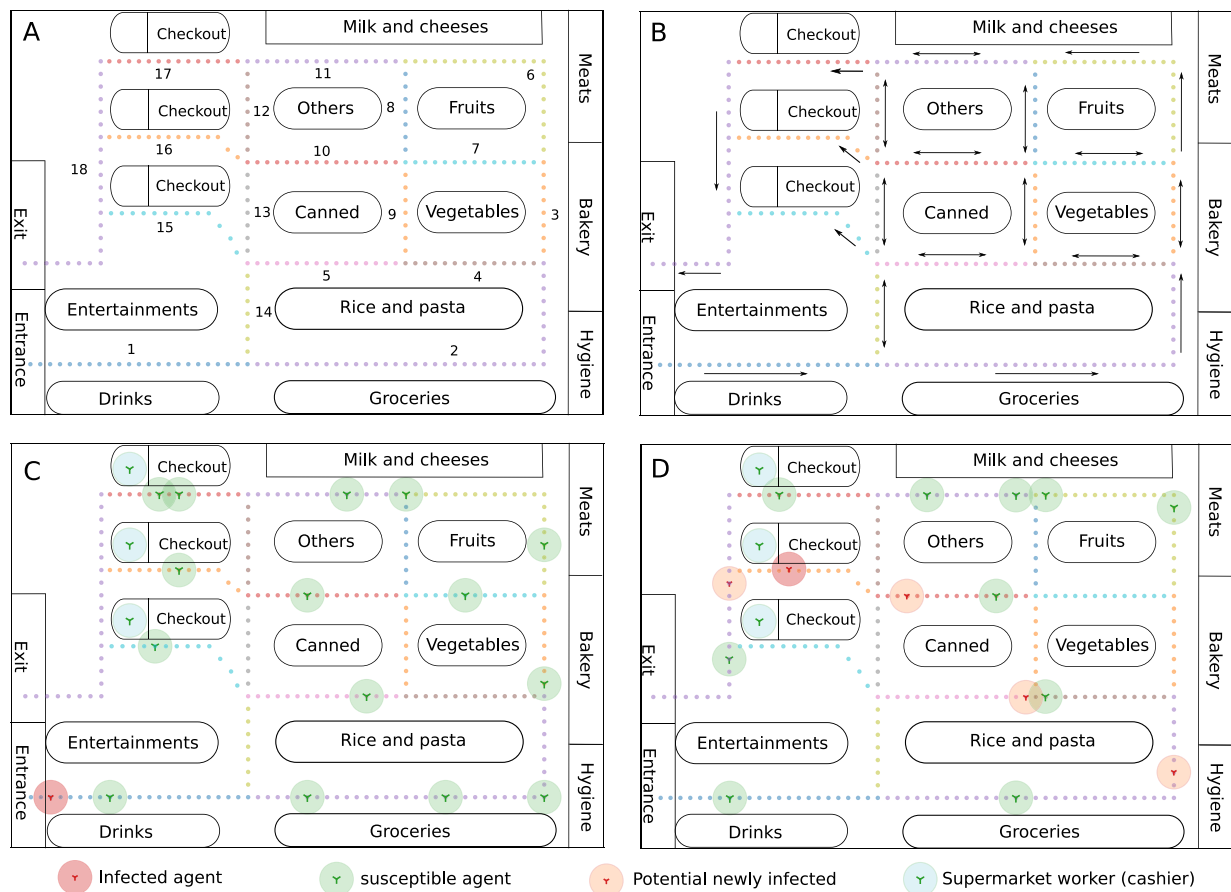 A
Checkout
Milk and cheeses
Meats
17
11
6
Checkout
12
Others
8
Fruits
16
10
7
18
Checkout
13
Canned
9
Vegetables
3
Bakery
Exit
15
5
4
Entertainments
14
Rice and pasta
Entrance
1
2
Hygiene
Drinks
Groceries
B
Checkout
Milk and cheeses
Meats
Checkout
Others
Fruits
Checkout
Canned
Vegetables
Bakery
Exit
Entertainments
Rice and pasta
Entrance
Hygiene
Drinks
Groceries
C
Checkout
Milk and cheeses
Meats
Checkout
Others
Fruits
Checkout
Canned
Vegetables
Bakery
Exit
Entertainments
Rice and pasta
Entrance
Hygiene
Drinks
Groceries
D
Checkout
Milk and cheeses
Meats
Checkout
Others
Fruits
Checkout
Canned
Vegetables
Bakery
Exit
Entertainments
Rice and pasta
Entrance
Hygiene
Drinks
Groceries
Infected agent
susceptible agent
Potential newly infected
Supermarket worker (cashier)